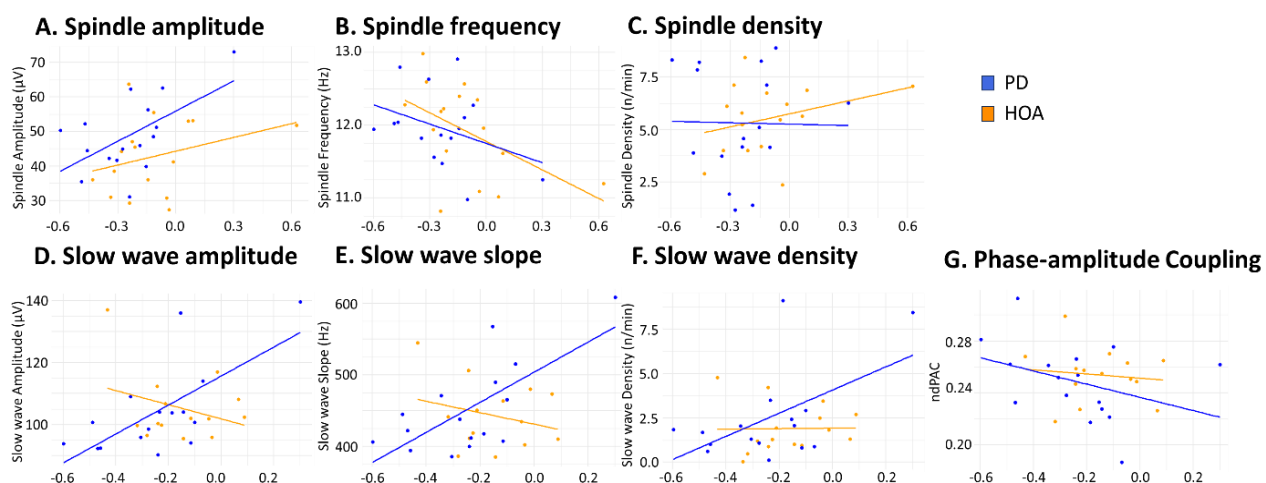 A. Spindle amplitude
B. Spindle frequency
C. Spindle density
Spindle Amplitude (µV)
70
60
50
40
30
-0.6 -0.3 0.0 0.3 0.6
Spindle Frequency (Hz)
13.0
12.0
11.0
-0.6 -0.3 0.0 0.3 0.6
Spindle Density (n/min)
7.5
5.0
2.5
-0.6 -0.3 0.0 0.3 0.6
PD
HOA
D. Slow wave amplitude
E. Slow wave slope
F. Slow wave density
G. Phase-amplitude Coupling
Slow wave Amplitude (µV)
140
120
100
-0.6 -0.4 -0.2 0.0 0.2
Slow wave Slope (Hz)
600
500
400
-0.6 -0.4 -0.2 0.0 0.2
Slow wave Density (n/min)
7.5
5.0
2.5
0.0
-0.6 -0.4 -0.2 0.0 0.2
ndPAC
0.28
0.24
0.20
-0.6 -0.4 -0.2 0.0 0.2